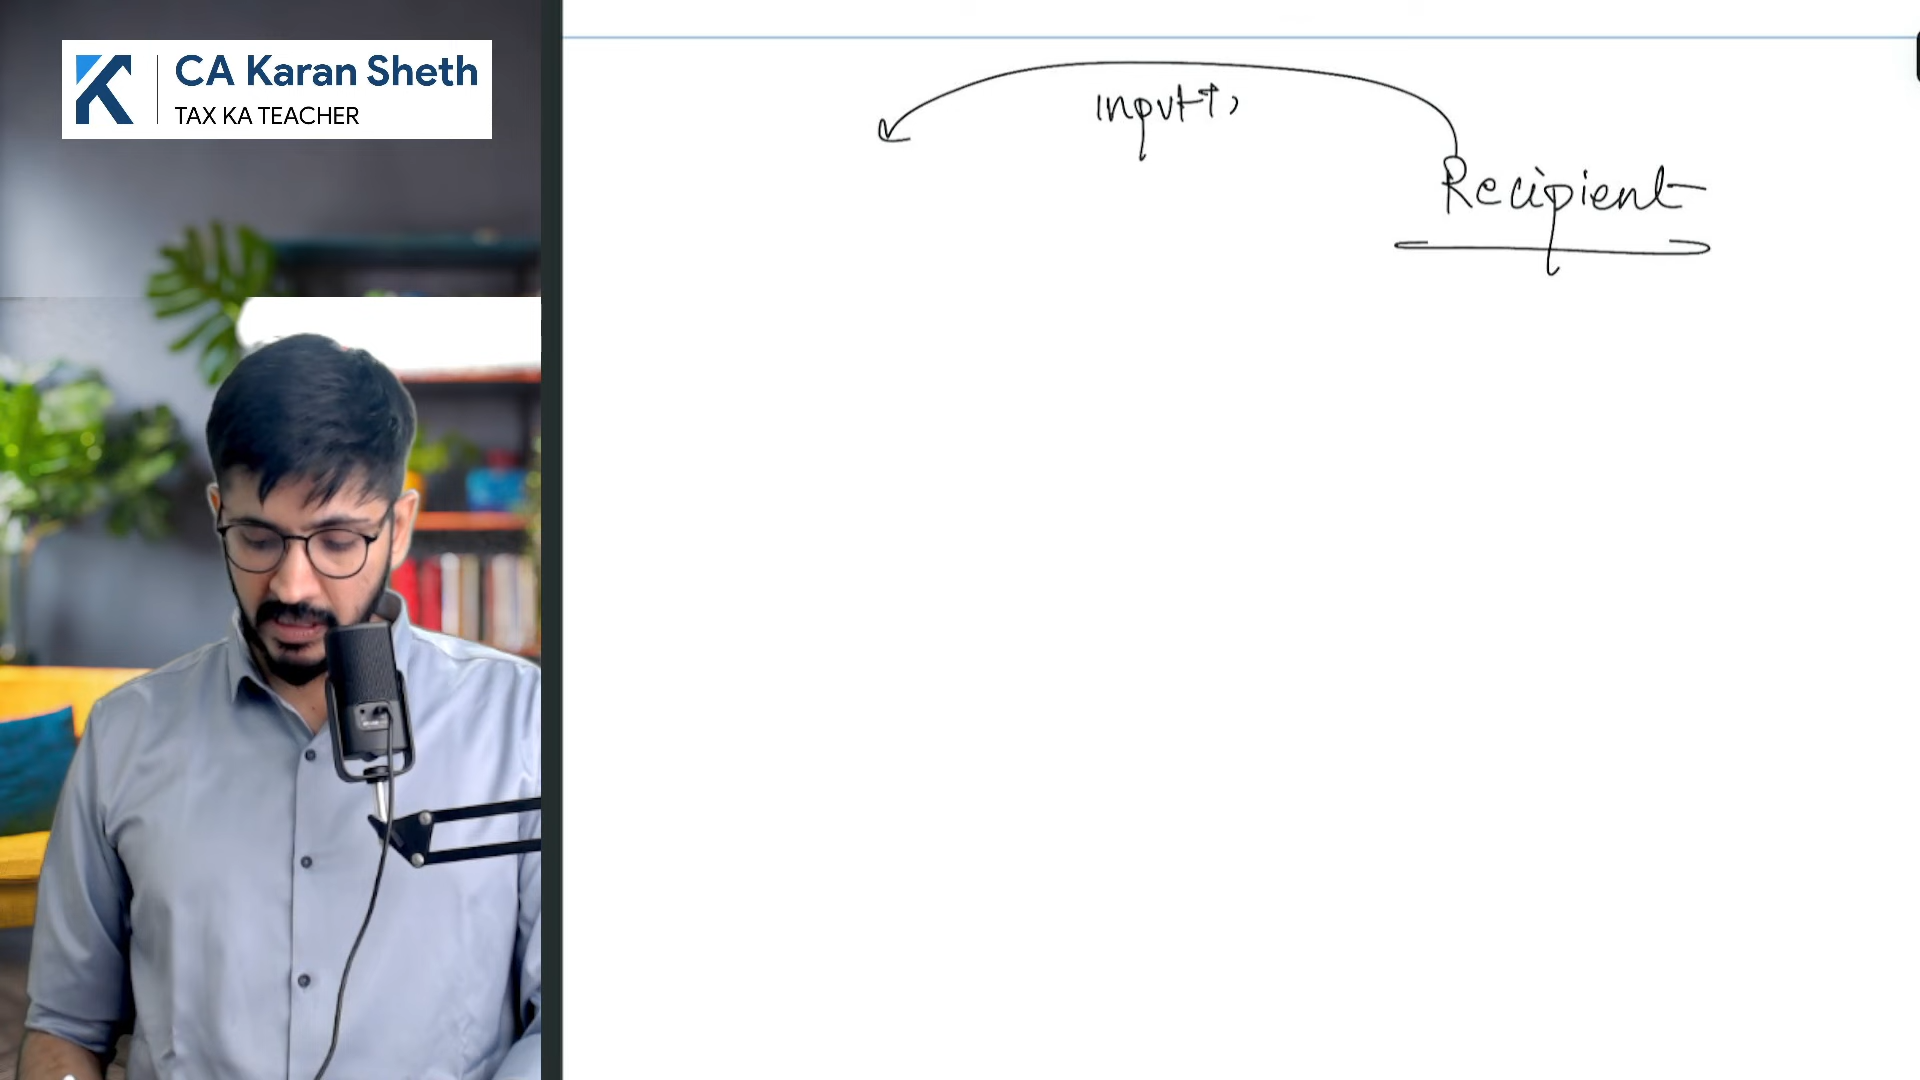 CA Karan Sheth
TAX KA TEACHER
input
Recipient